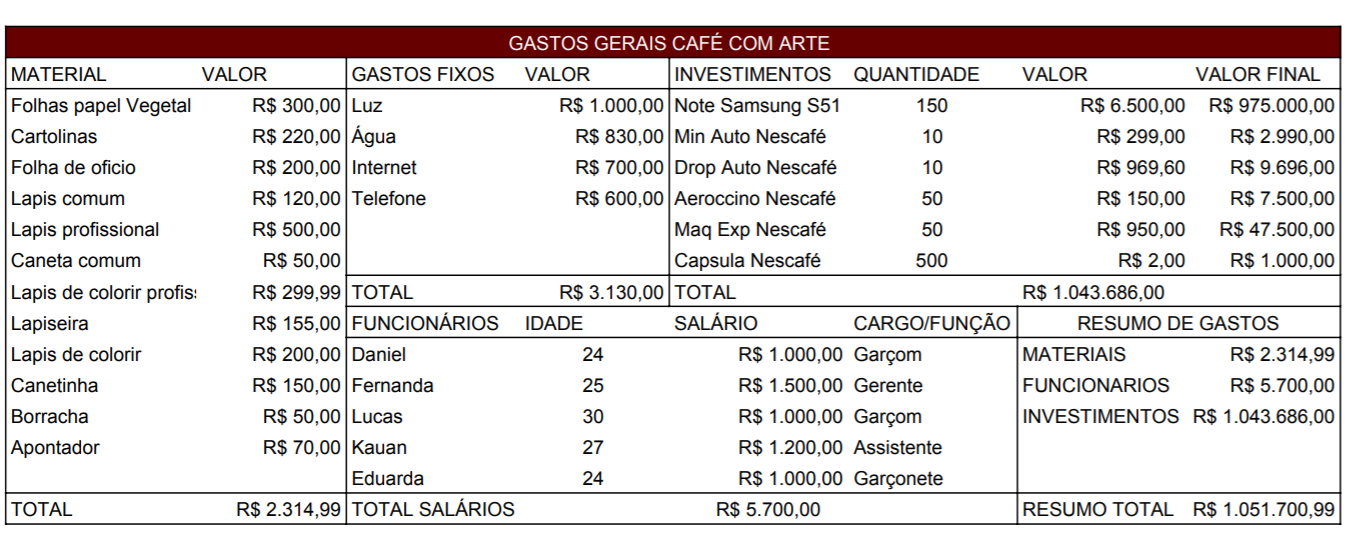 GASTOS GERAIS CAFÉ COM ARTE
MATERIAL VALOR GASTOS FIXOS VALOR INVESTIMENTOS QUANTIDADE VALOR VALOR FINAL
Folhas papel Vegetal R$ 300,00 Luz R$ 1.000,00 Note Samsung S51 150 R$ 6.500,00 R$ 975.000,00
Cartolinas R$ 220,00 Água R$ 830,00 Min Auto Nescafé 10 R$ 299,00 R$ 2.990,00
Folha de oficio R$ 200,00 Internet R$ 700,00 Drop Auto Nescafé 10 R$ 969,60 R$ 9.696,00
Lapis comum R$ 120,00 Telefone R$ 600,00 Aeroccino Nescafé 50 R$ 150,00 R$ 7.500,00
Lapis profissional R$ 500,00 Maq Exp Nescafé 50 R$ 950,00 R$ 47.500,00
Caneta comum R$ 50,00 Capsula Nescafé 500 R$ 2,00 R$ 1.000,00
Lapis de colorir profis R$ 299,99 TOTAL R$ 3.130,00 TOTAL R$ 1.043.686,00
Lapiseira R$ 155,00 FUNCIONÁRIOS IDADE SALÁRIO CARGO/FUNÇÃO RESUMO DE GASTOS
Lapis de colorir R$ 200,00 Daniel 24 R$ 1.000,00 Garçom MATERIAIS R$ 2.314,99
Canetinha R$ 150,00 Fernanda 25 R$ 1.500,00 Gerente FUNCIONARIOS R$ 5.700,00
Borracha R$ 50,00 Lucas 30 R$ 1.000,00 Garçom INVESTIMENTOS R$ 1.043.686,00
Apontador R$ 70,00 Kauan 27 R$ 1.200,00 Assistente
Eduarda 24 R$ 1.000,00 Garçonete
TOTAL R$ 2.314,99 TOTAL SALÁRIOS R$ 5.700,00 RESUMO TOTAL R$ 1.051.700,99